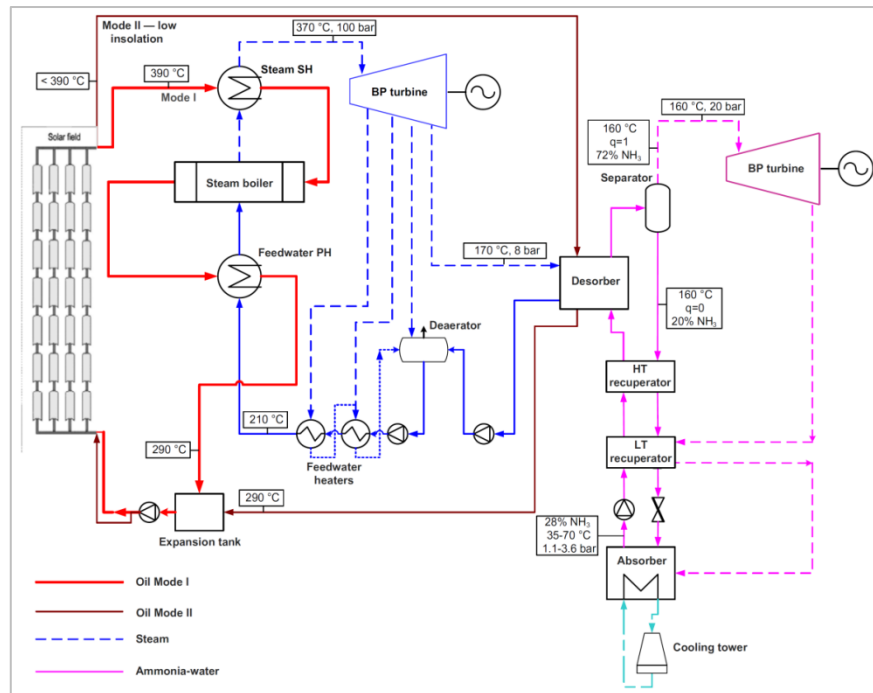 Mode II — low
insolation
370 °C, 100 bar
< 390 °C
390 °C
Mode I
Steam SH
BP turbine
160 °C, 20 bar
160 °C
q=1
72% NH₃
Separator
BP turbine
Solar field
Steam boiler
Feedwater PH
170 °C, 8 bar
Desorber
160 °C
q=0
20% NH₃
Deaerator
HT
recuperator
210 °C
LT
recuperator
Feedwater
heaters
290 °C
290 °C
Expansion tank
28% NH₃
35-70 °C
1.1-3.6 bar
Absorber
Cooling tower
Oil Mode I
Oil Mode II
Steam
Ammonia-water